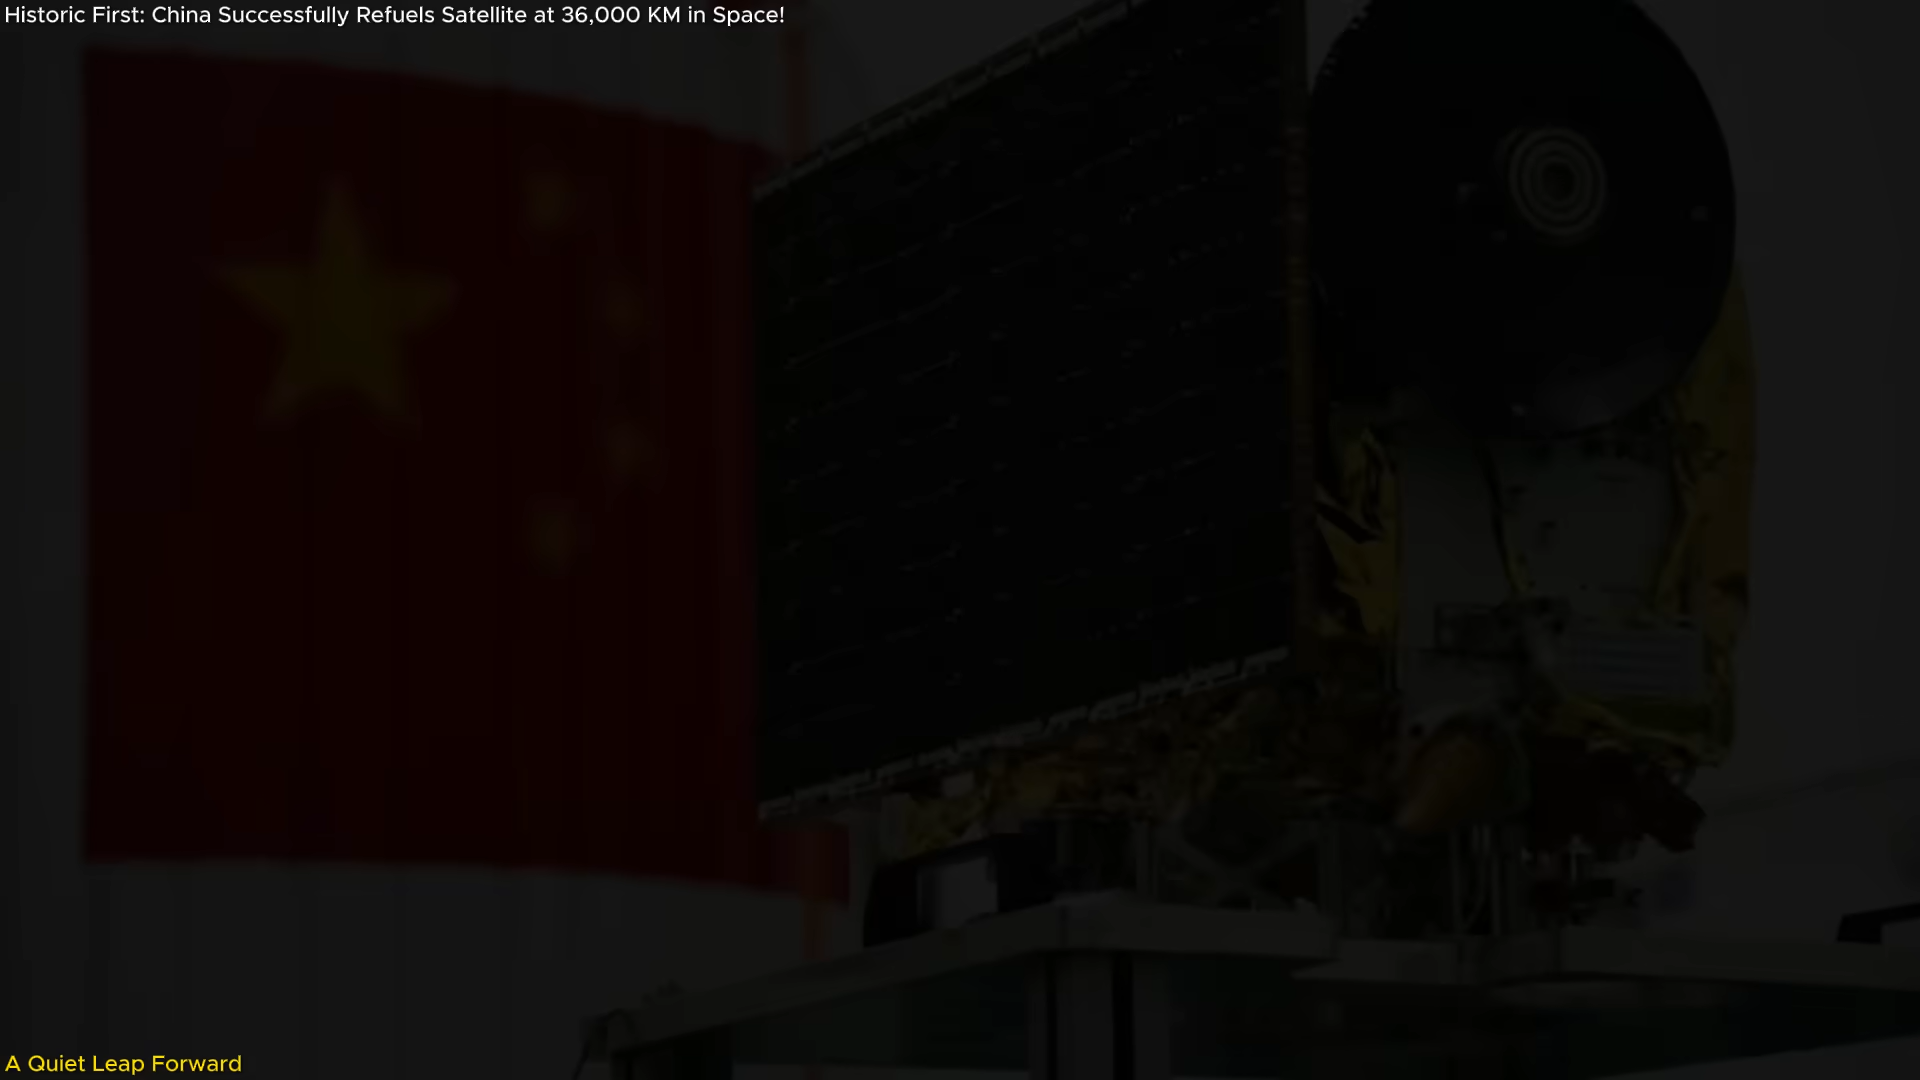 Historic First: China Successfully Refuels Satellite at 36,000 KM in Space!
A Quiet Leap Forward